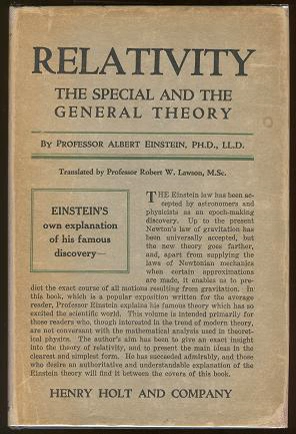 RELATIVITY
THE SPECIAL AND THE
GENERAL THEORY
By PROFESSOR ALBERT EINSTEIN, PH.D., LL.D.
Translated by Professor Robert W. Lawson, M.Sc.
EINSTEIN'S
own explanation
of his famous
discovery—
THE Einstein law has been ac-
cepted by astronomers and
physicists as an epoch-making
discovery. Up to the present
Newton's law of gravitation has
been universally accepted, but
the new theory goes further,
and, apart from supplying the
laws of Newtonian mechanics
when certain approximations
are made, it enables us to pre-
dict the exact course of all motions resulting from gravitation. In
this book, which is a popular exposition written for the average
reader, Professor Einstein explains his famous theory which has so
excited the scientific world. This volume is intended primarily for
those readers who, though interested in the trend of modern theory,
are not conversant with the mathematical analysis used in theoret-
ical physics. The author's aim has been to give an exact insight
into the theory of relativity, and to present the main ideas in the
clearest and simplest form. He has succeeded admirably, and those
who desire an authoritative and understandable explanation of the
Einstein theory will find it between the covers of this book.
HENRY HOLT AND COMPANY